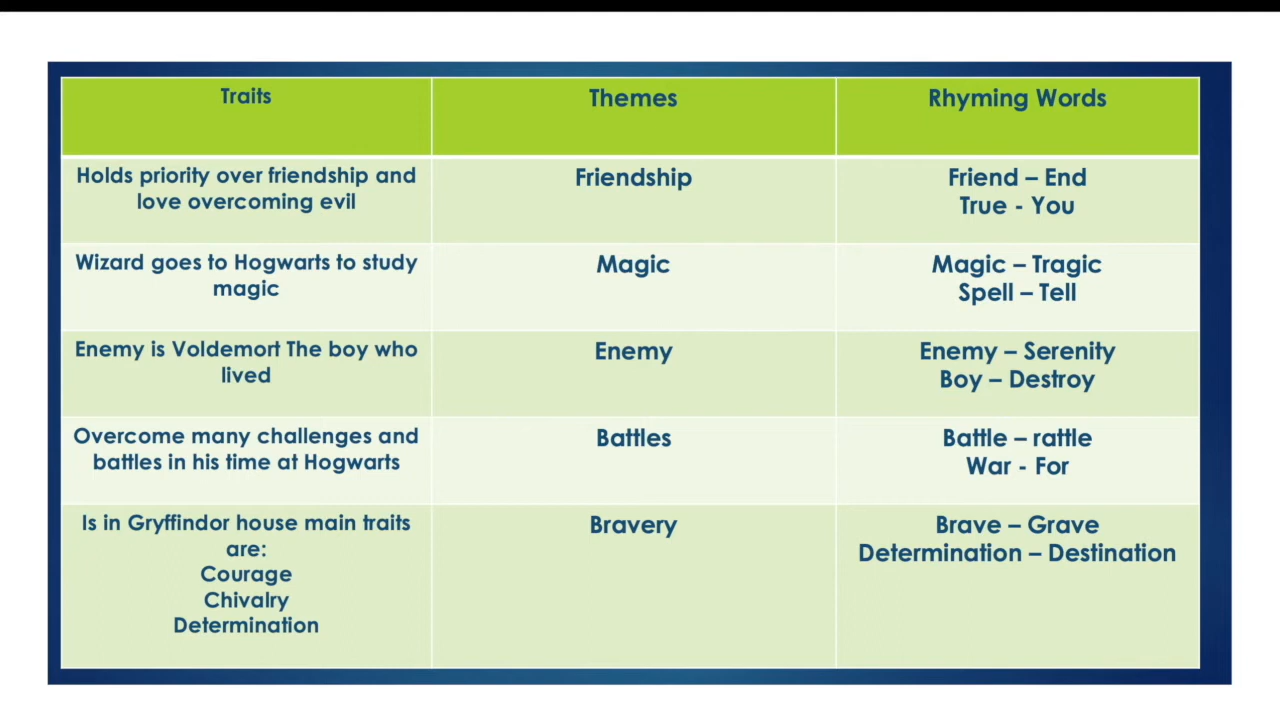 Traits
Themes
Rhyming Words
Holds priority over friendship and
love overcoming evil
Friendship
Friend – End
True - You
Wizard goes to Hogwarts to study
magic
Magic
Magic – Tragic
Spell – Tell
Enemy is Voldemort The boy who
lived
Enemy
Enemy – Serenity
Boy – Destroy
Overcome many challenges and
battles in his time at Hogwarts
Battles
Battle – rattle
War - For
Is in Gryffindor house main traits
are:
Courage
Chivalry
Determination
Bravery
Brave – Grave
Determination – Destination